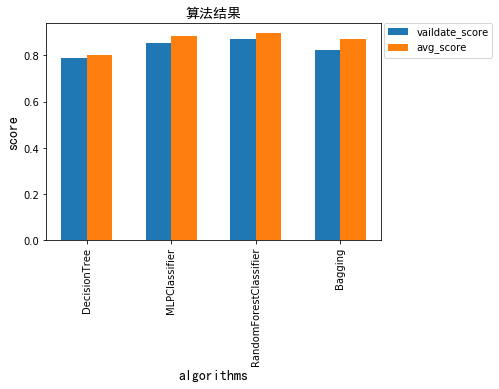 算法结果
vaildate_score
avg_score
score
0.8
0.6
0.4
0.2
0.0
DecisionTree
MLPClassifier
RandomForestClassifier
Bagging
algorithms